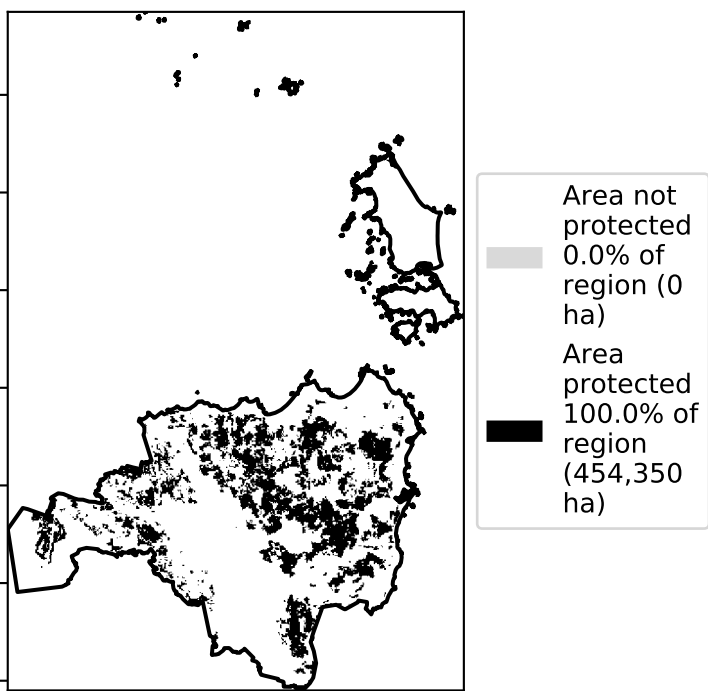 Area not
protected
0.0% of
region (0
ha)
Area
protected
100.0% of
region
(454,350
ha)